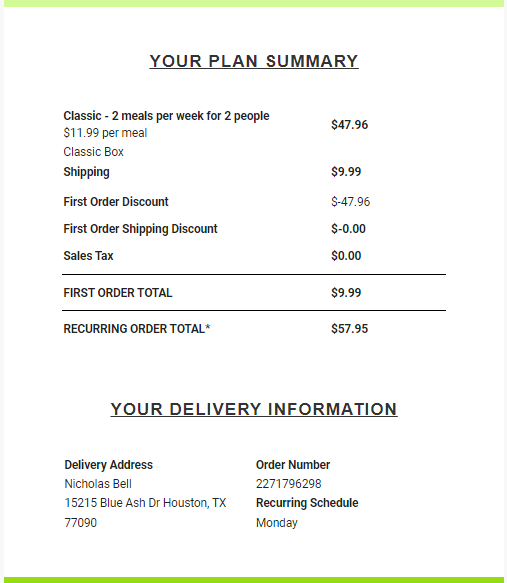 YOUR PLAN SUMMARY
Classic - 2 meals per week for 2 people
$47.96
$11.99 per meal
Classic Box
Shipping $9.99
First Order Discount $-47.96
First Order Shipping Discount $-0.00
Sales Tax $0.00
FIRST ORDER TOTAL $9.99
RECURRING ORDER TOTAL* $57.95
YOUR DELIVERY INFORMATION
Delivery Address Order Number
Nicholas Bell 2271796298
15215 Blue Ash Dr Houston, TX Recurring Schedule
77090 Monday